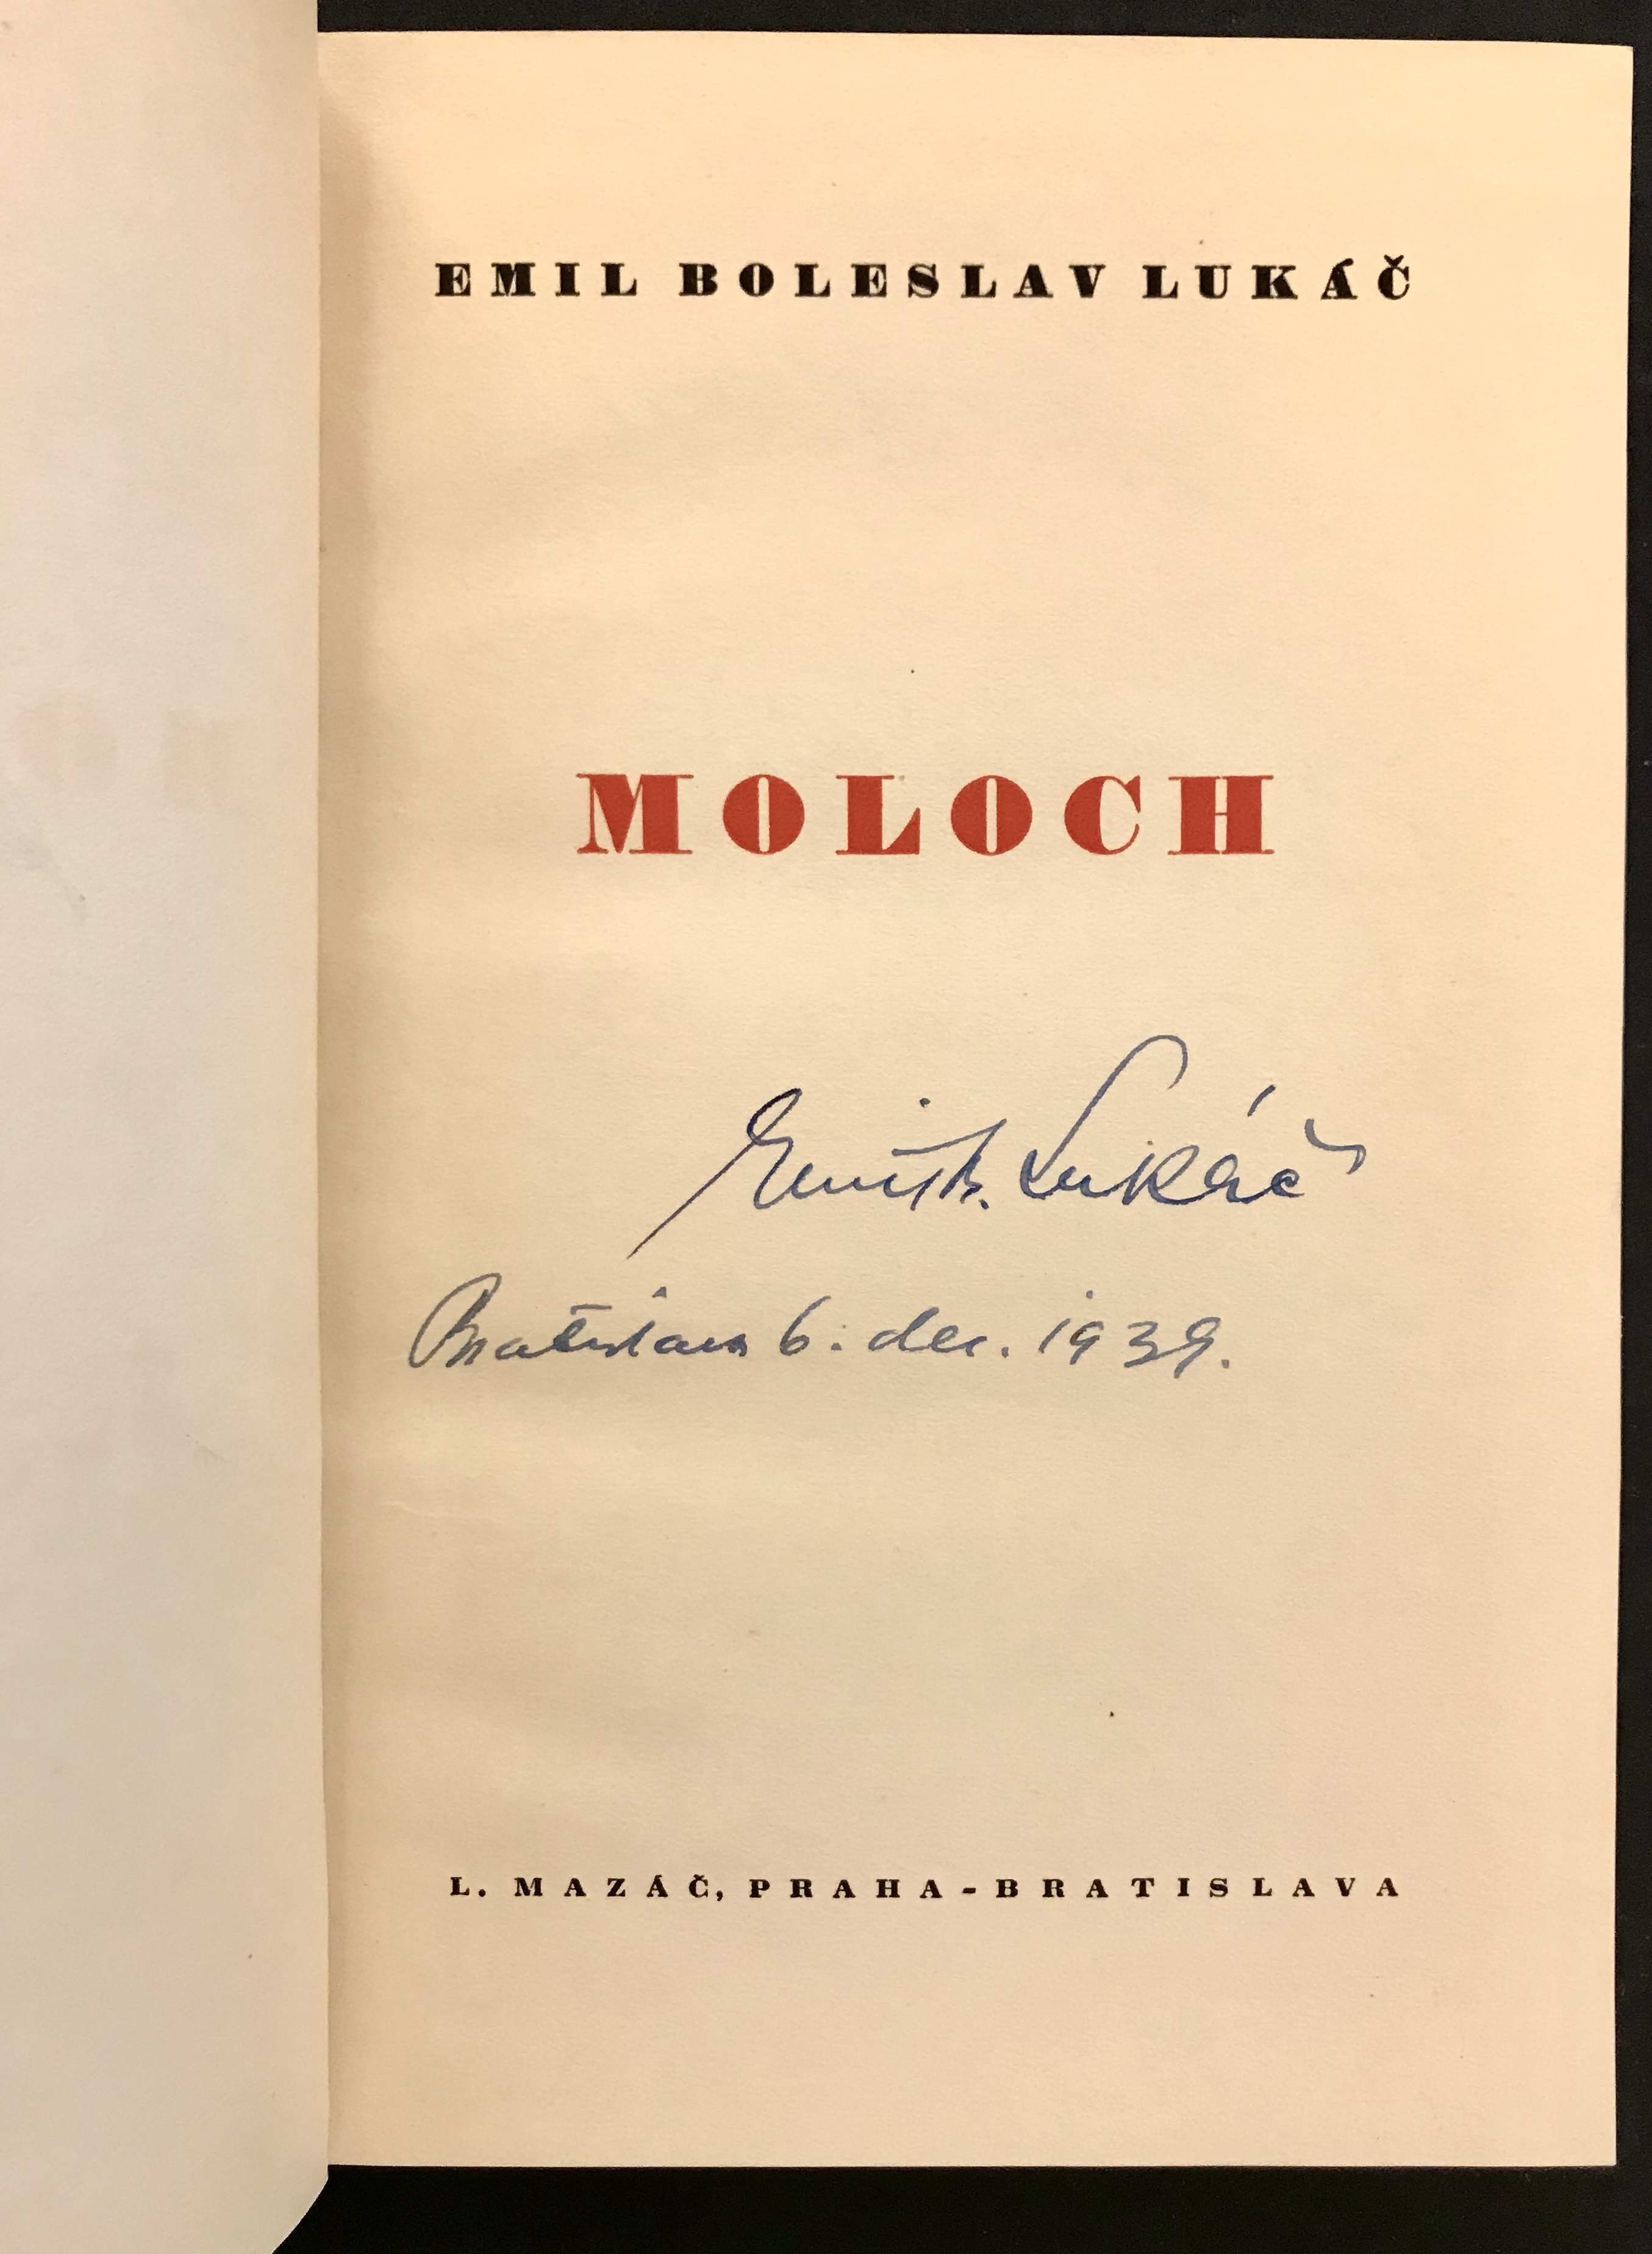 EMIL BOLESLAV LUKÁČ
MOLOCH
Emil B. Lukáč
Bratislava 6. dec. 1939.
L. MAZÁČ, PRAHA-BRATISLAVA